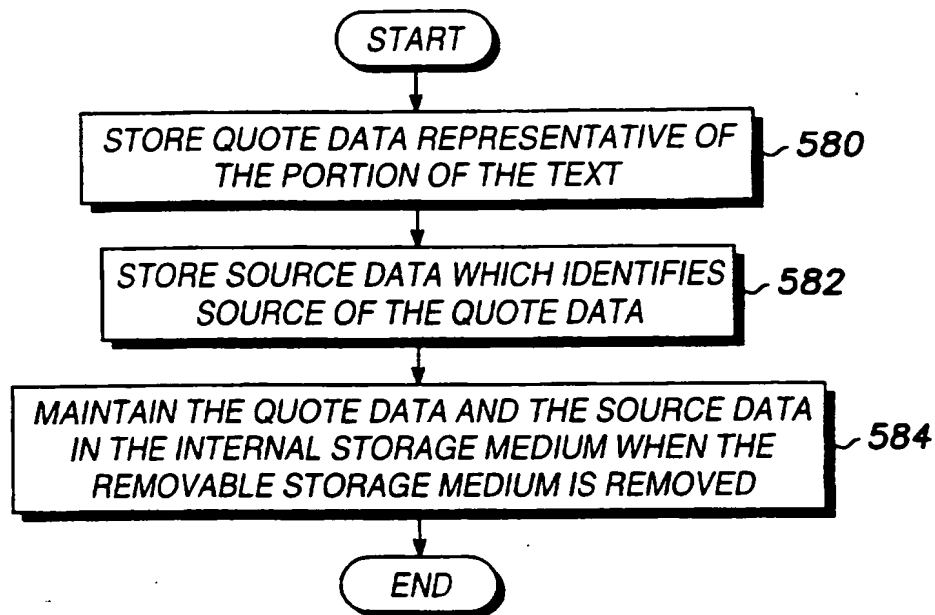 START
STORE QUOTE DATA REPRESENTATIVE OF
THE PORTION OF THE TEXT
580
STORE SOURCE DATA WHICH IDENTIFIES
SOURCE OF THE QUOTE DATA
582
MAINTAIN THE QUOTE DATA AND THE SOURCE DATA
IN THE INTERNAL STORAGE MEDIUM WHEN THE
REMOVABLE STORAGE MEDIUM IS REMOVED
584
END